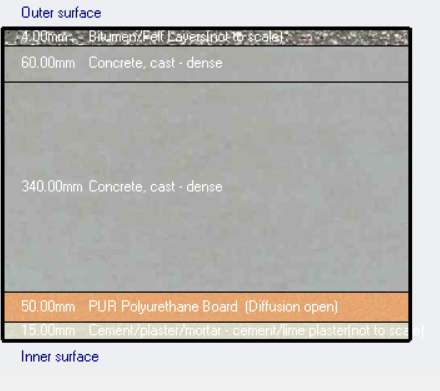 Outer surface
4.00mm Bitumen/Felt Layers(not to scale)
60.00mm Concrete, cast - dense
340.00mm Concrete, cast - dense
50.00mm PUR Polyurethane Board (Diffusion open)
15.00mm Cement/plaster/mortar - cement/lime plaster(not to scale)
Inner surface